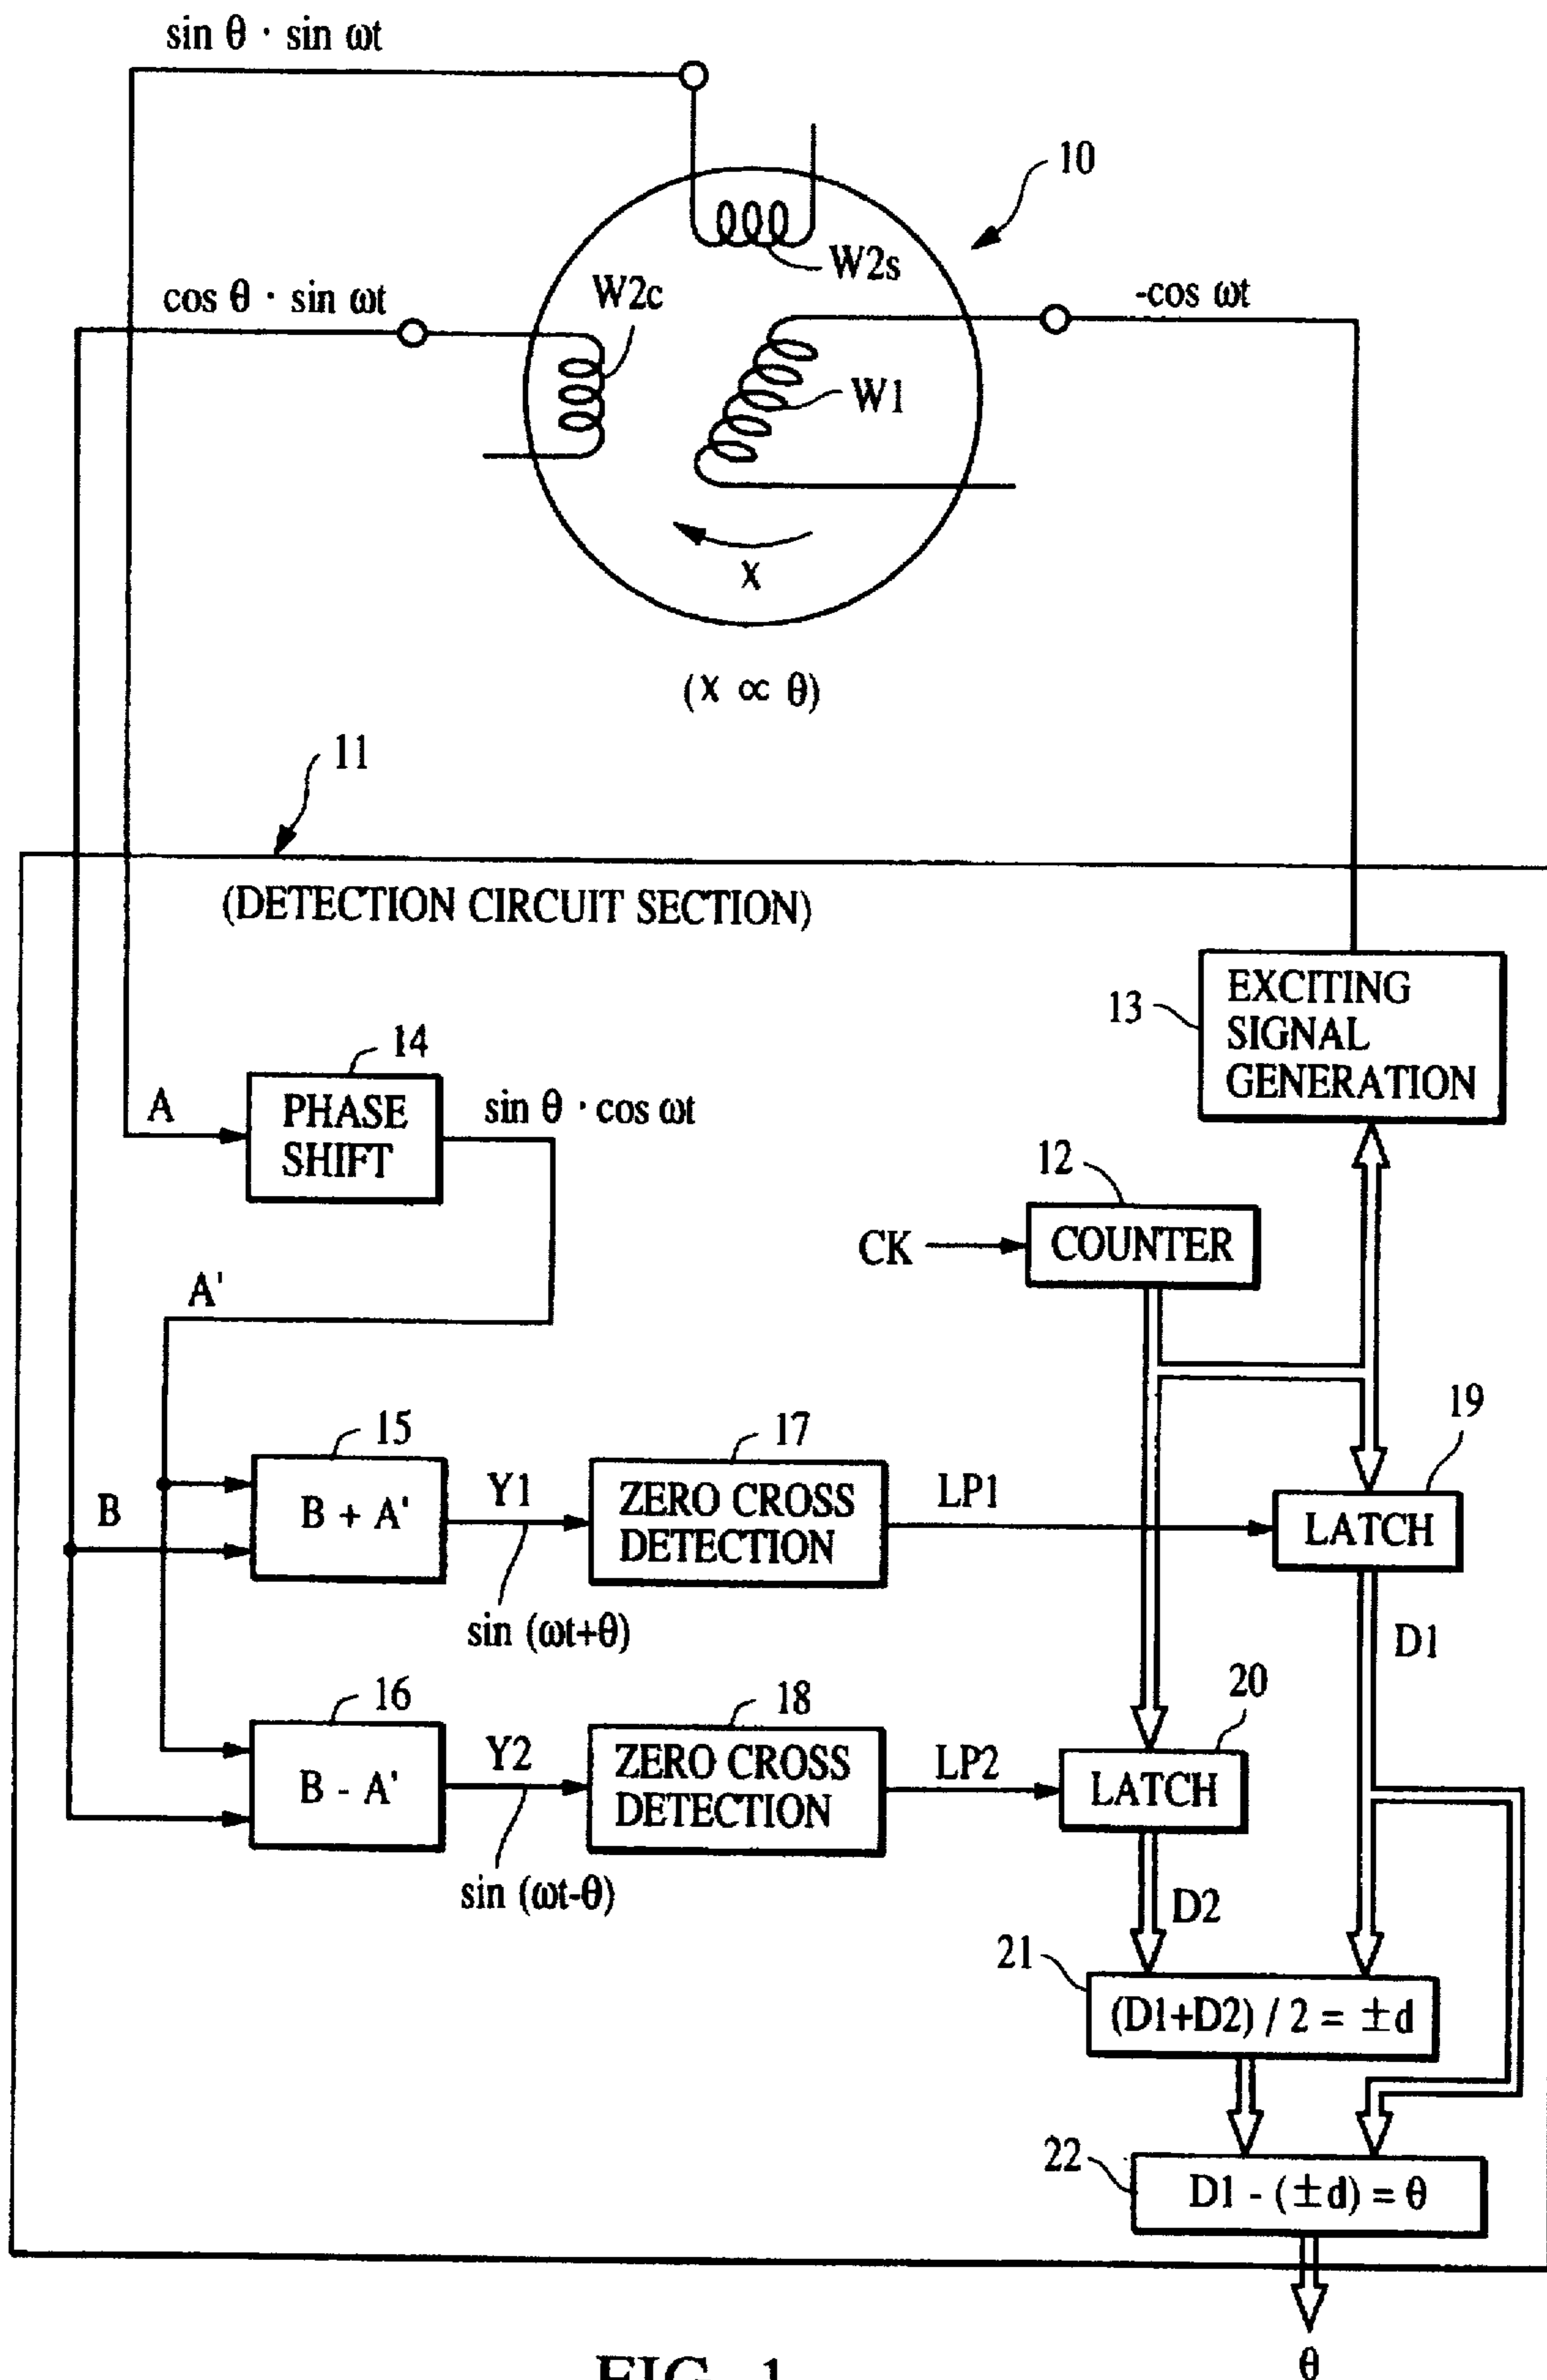 sin θ · sin ωt
10
W2s
W2c
cos θ · sin ωt
-cos ωt
W1
X
(X ∝ θ)
11
(DETECTION CIRCUIT SECTION)
EXCITING
SIGNAL
GENERATION
13
14
A
PHASE
SHIFT
sin θ · cos ωt
12
CK
COUNTER
A'
19
15
17
B
B + A'
Y1
ZERO CROSS
DETECTION
LP1
LATCH
sin (ωt+θ)
D1
16
18
20
B - A'
Y2
ZERO CROSS
DETECTION
LP2
LATCH
sin (ωt-θ)
D2
21
(D1+D2) / 2 = ±d
22
D1 - (±d) = θ
θ
FIG. 1